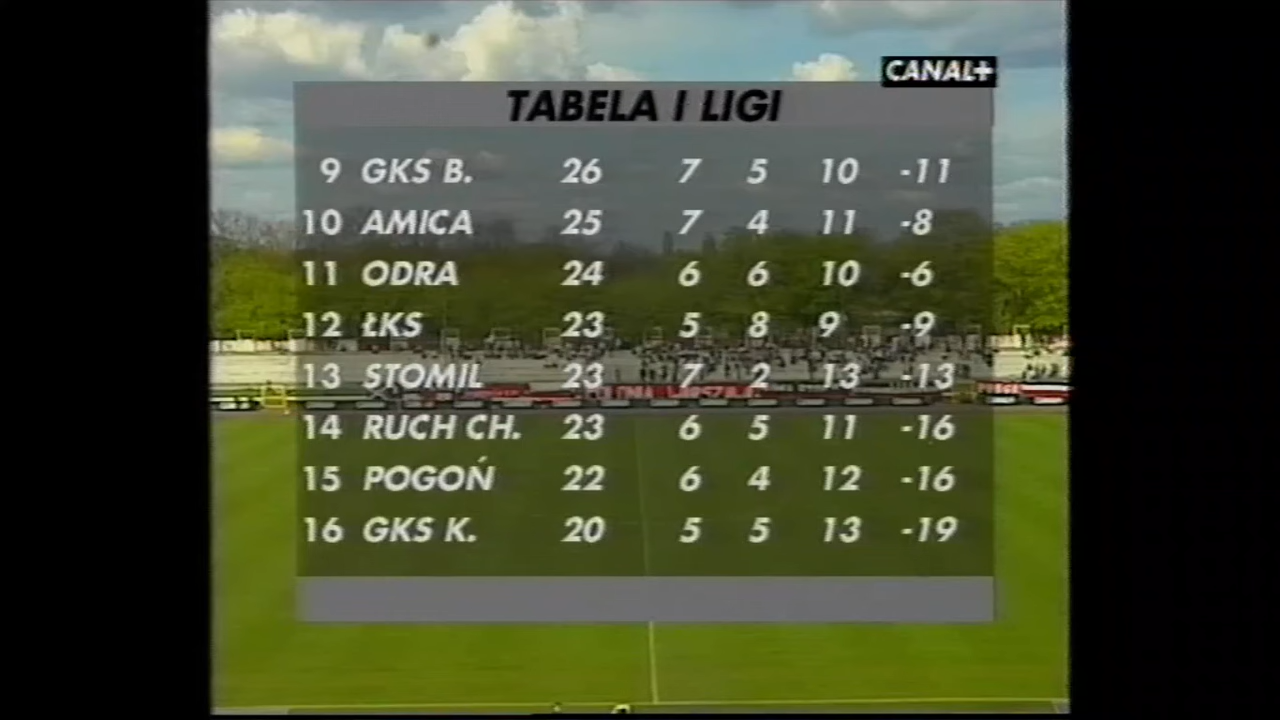 CANAL+
TABELA I LIGI
9 GKS B. 26 7 5 10 -11
10 AMICA 25 7 4 11 -8
11 ODRA 24 6 6 10 -6
12 ŁKS 23 5 8 9 -9
13 STOMIL 23 7 2 13 -13
14 RUCH CH. 23 6 5 11 -16
15 POGOŃ 22 6 4 12 -16
16 GKS K. 20 5 5 13 -19